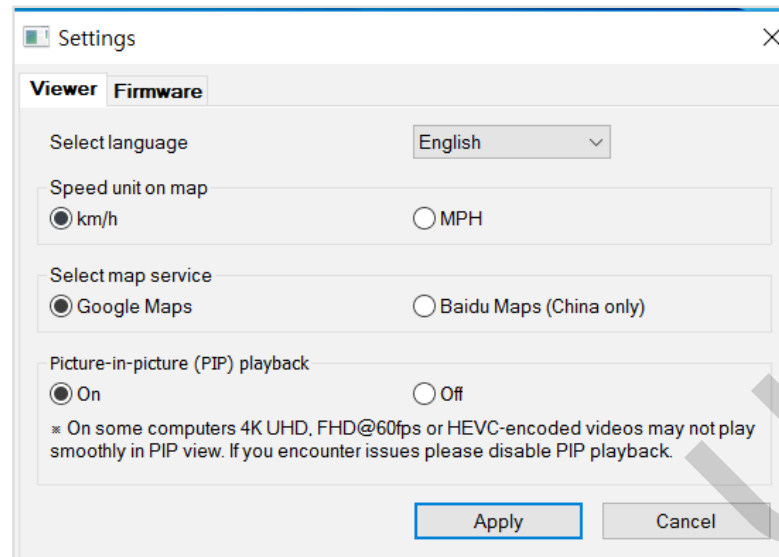 Settings
Viewer Firmware
Select language English
Speed unit on map
km/h MPH
Select map service
Google Maps Baidu Maps (China only)
Picture-in-picture (PIP) playback
On Off
※ On some computers 4K UHD, FHD@60fps or HEVC-encoded videos may not play
smoothly in PIP view. If you encounter issues please disable PIP playback.
Apply Cancel